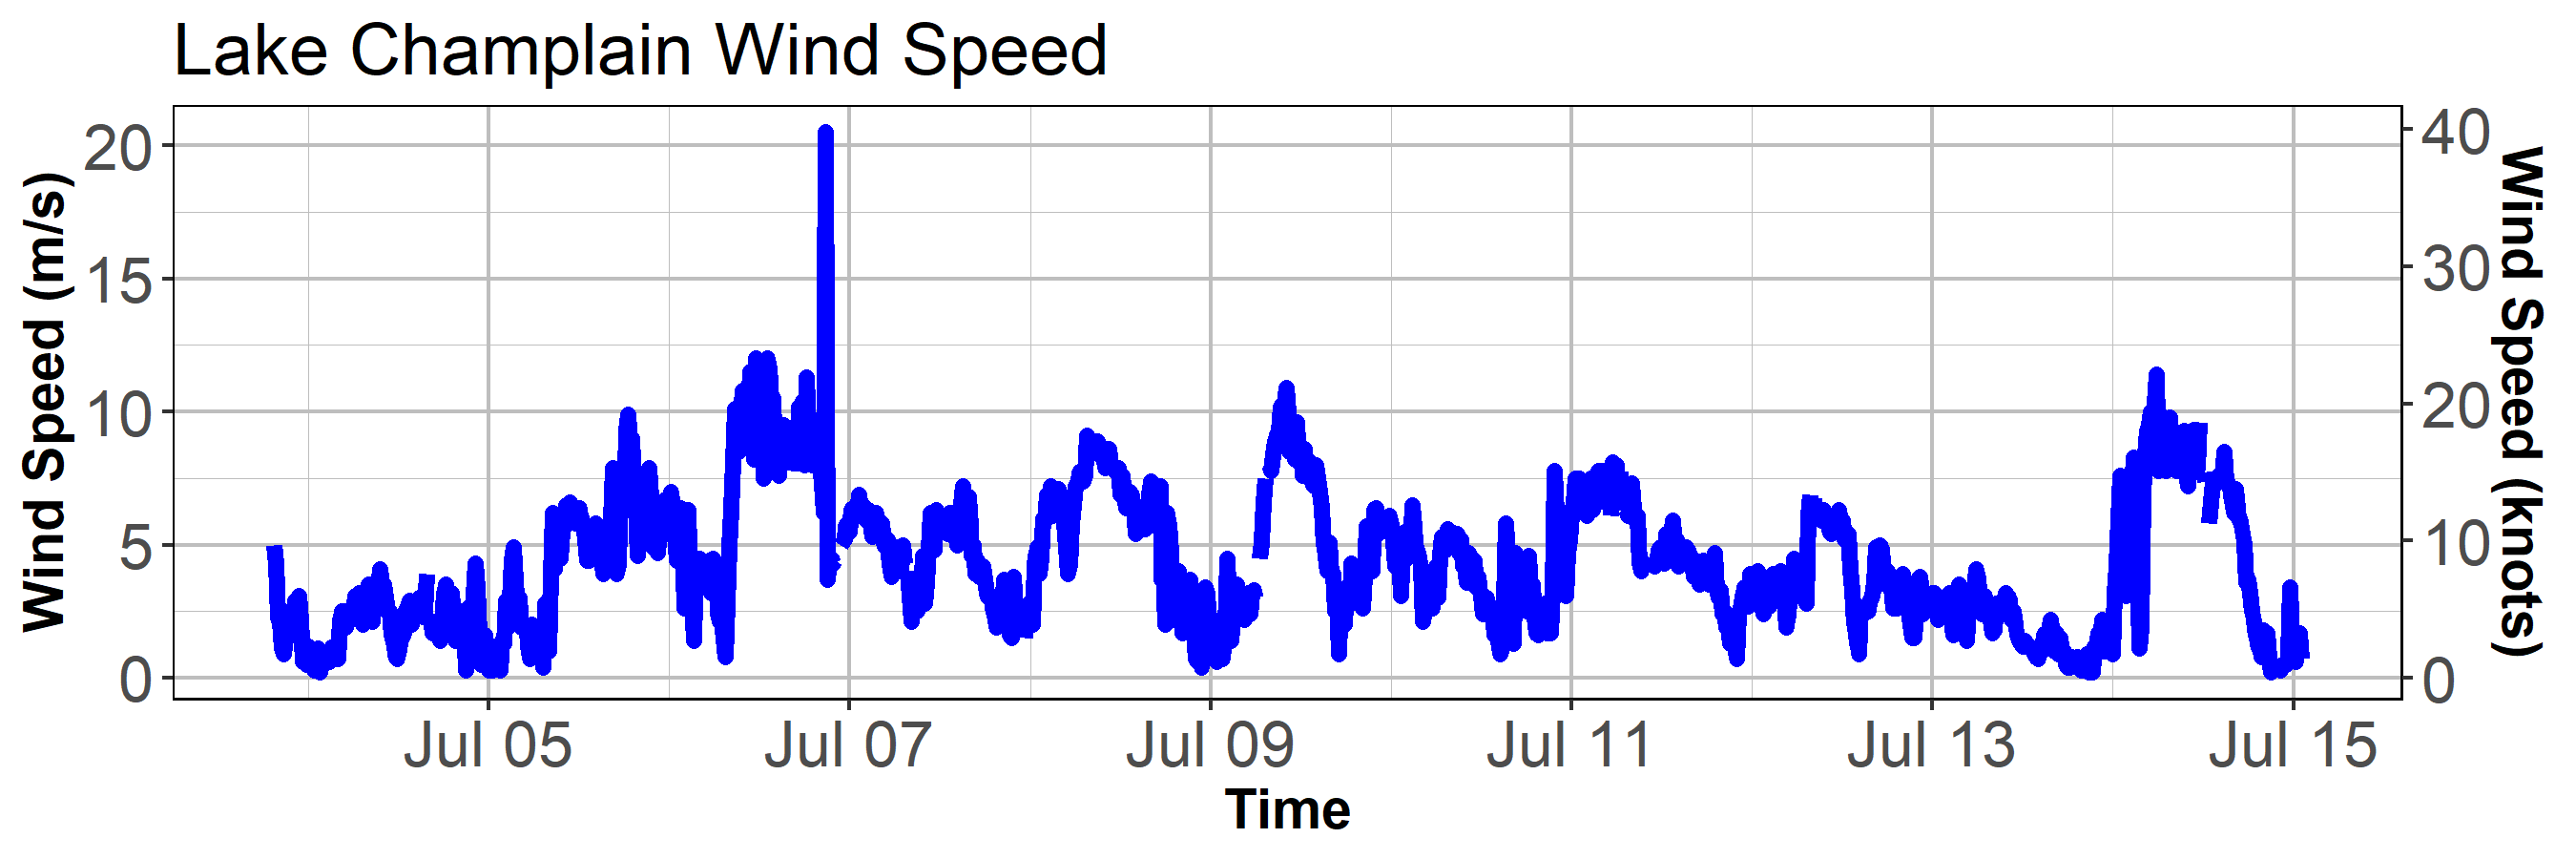 Lake Champlain Wind Speed
Wind Speed (m/s)
20
15
10
5
0
40
30
20
10
0
Wind Speed (knots)
Jul 05
Jul 07
Jul 09
Jul 11
Jul 13
Jul 15
Time